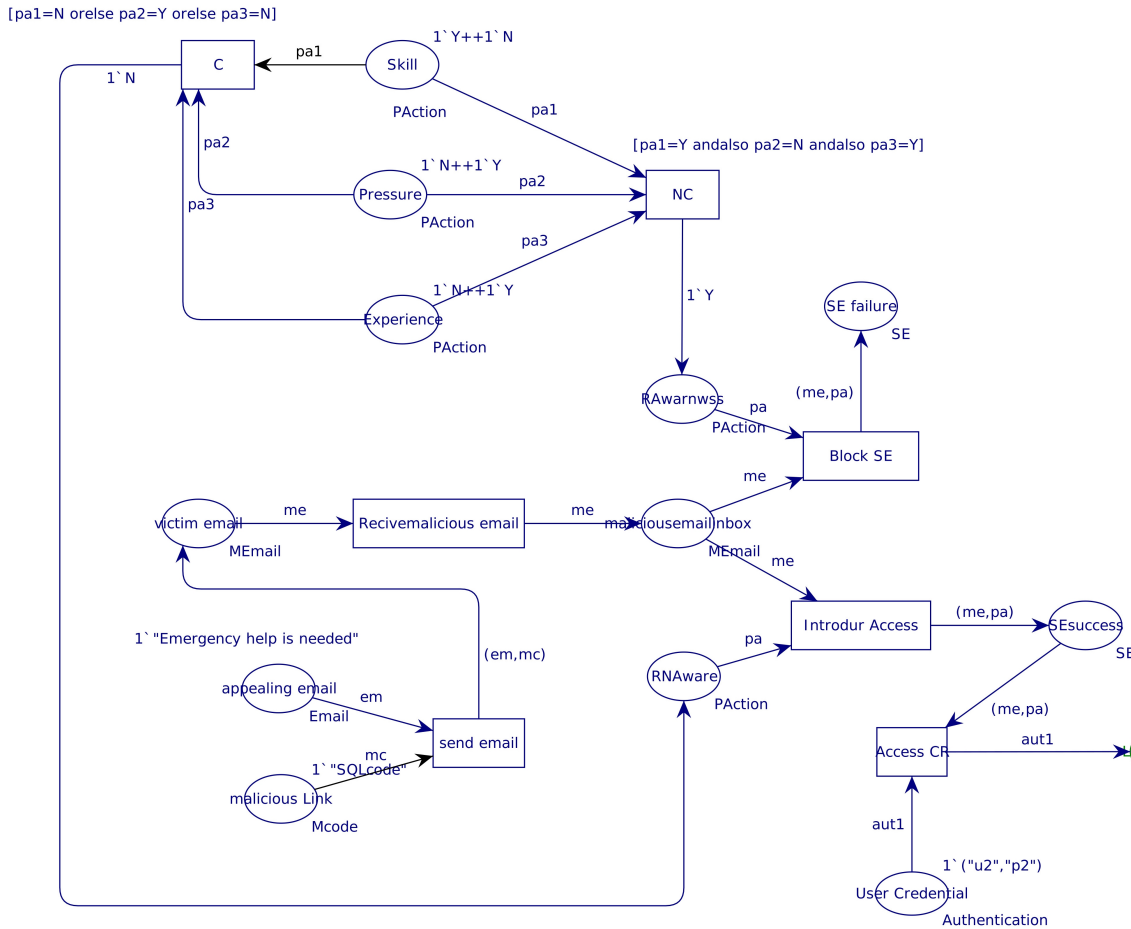 [pa1=N orelse pa2=Y orelse pa3=N]
1`Y++1`N
C
pa1
Skill
1`N
PAction
pa1
pa2
[pa1=Y andalso pa2=N andalso pa3=Y]
1`N++1`Y
Pressure
pa2
NC
pa3
PAction
pa3
1`N++1`Y
1`Y
Experience
SE failure
SE
PAction
(me,pa)
RAwarnwss
pa
PAction
Block SE
me
victim email
me
Recivemalicious email
me
maliciousemailinbox
MEmail
MEmail
me
(me,pa)
Introdur Access
SEsuccess
1`"Emergency help is needed"
(em,mc)
pa
SE
RNAware
appealing email
em
PAction
Email
(me,pa)
send email
aut1
Access CR
mc
1`"SQLcode"
malicious Link
Mcode
aut1
1`("u2","p2")
User Credential
Authentication